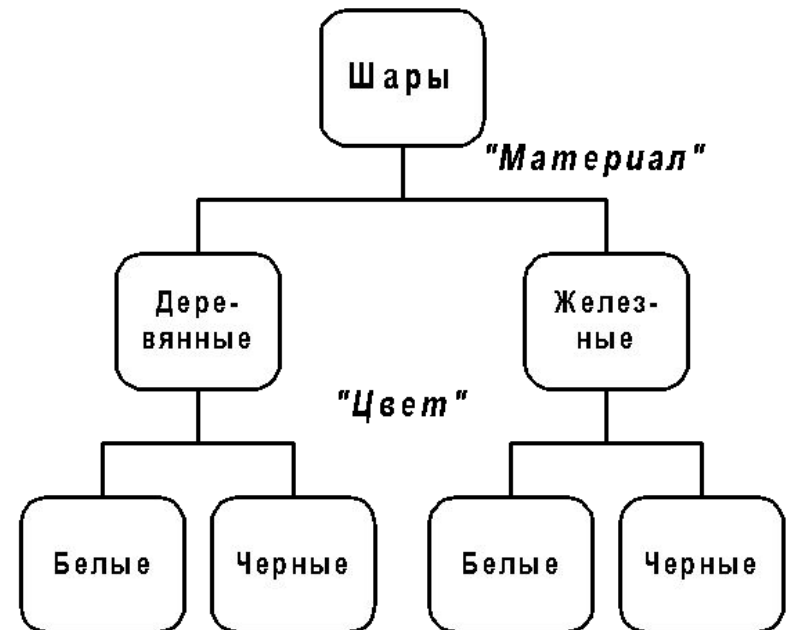 Шары
"Материал"
Дере-
вянные
Желез-
ные
"Цвет"
Белые
Черные
Белые
Черные